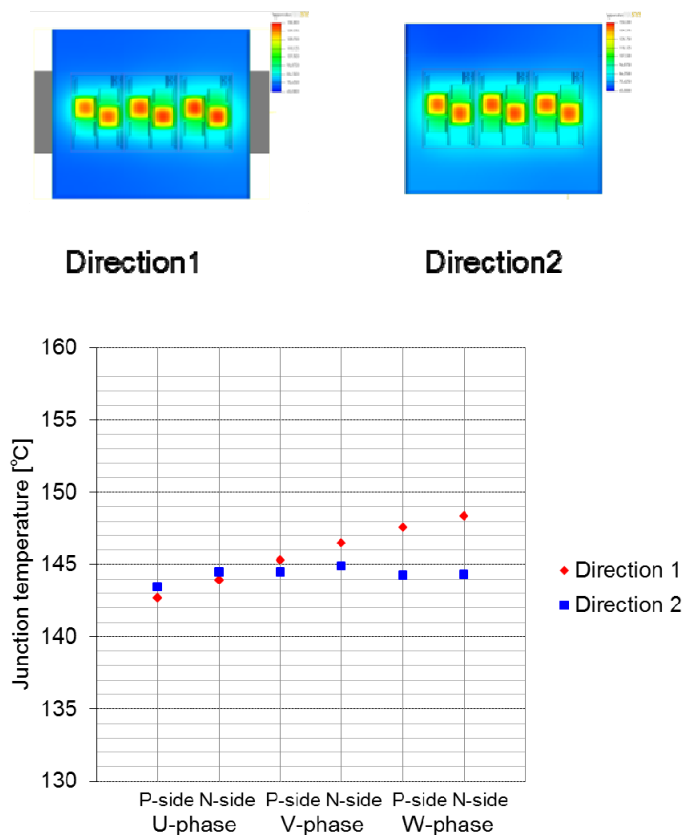 Direction1
Direction2
160
155
150
145
140
135
130
Junction temperature [℃]
Direction 1
Direction 2
P-side N-side P-side N-side P-side N-side
U-phase V-phase W-phase